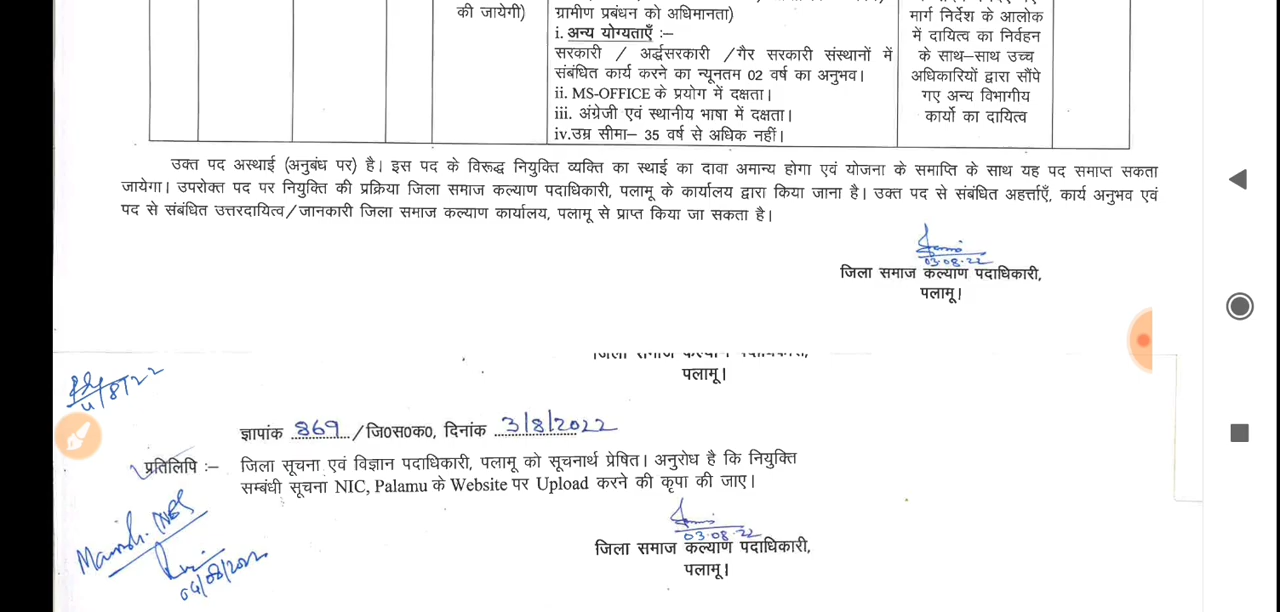 की जायेगी)
ग्रामीण प्रबंधन को अधिमानता)
i. अन्य योग्यताएँ :–
सरकारी / अर्द्धसरकारी /गैर सरकारी संस्थानों में
संबंधित कार्य करने का न्यूनतम 02 वर्ष का अनुभव।
ii. MS-OFFICE के प्रयोग में दक्षता।
iii. अंग्रेजी एवं स्थानीय भाषा में दक्षता।
iv. उम्र सीमा– 35 वर्ष से अधिक नहीं।
मार्ग निर्देश के आलोक
में दायित्व का निर्वहन
के साथ–साथ उच्च
अधिकारियों द्वारा सौंपे
गए अन्य विभागीय
कार्यो का दायित्व
उक्त पद अस्थाई (अनुबंध पर) है। इस पद के विरूद्ध नियुक्ति व्यक्ति का स्थाई का दावा अमान्य होगा एवं योजना के समाप्ति के साथ यह पद समाप्त सकता
जायेगा। उपरोक्त पद पर नियुक्ति की प्रक्रिया जिला समाज कल्याण पदाधिकारी, पलामू के कार्यालय द्वारा किया जाना है। उक्त पद से संबंधित अहर्त्ताएँ, कार्य अनुभव एवं
पद से संबंधित उत्तरदायित्व/जानकारी जिला समाज कल्याण कार्यालय, पलामू से प्राप्त किया जा सकता है।
03.08.22
जिला समाज कल्याण पदाधिकारी,
पलामू।
जिला समाज कल्याण पदाधिकारी,
पलामू।
4/8/22
ज्ञापांक 869 /जि0स0क0, दिनांक 3/8/2022
प्रतिलिपि :– जिला सूचना एवं विज्ञान पदाधिकारी, पलामू को सूचनार्थ प्रेषित। अनुरोध है कि नियुक्ति
सम्बंधी सूचना NIC, Palamu के Website पर Upload करने की कृपा की जाए।
03.08.22
जिला समाज कल्याण पदाधिकारी,
पलामू।
04/08/2022